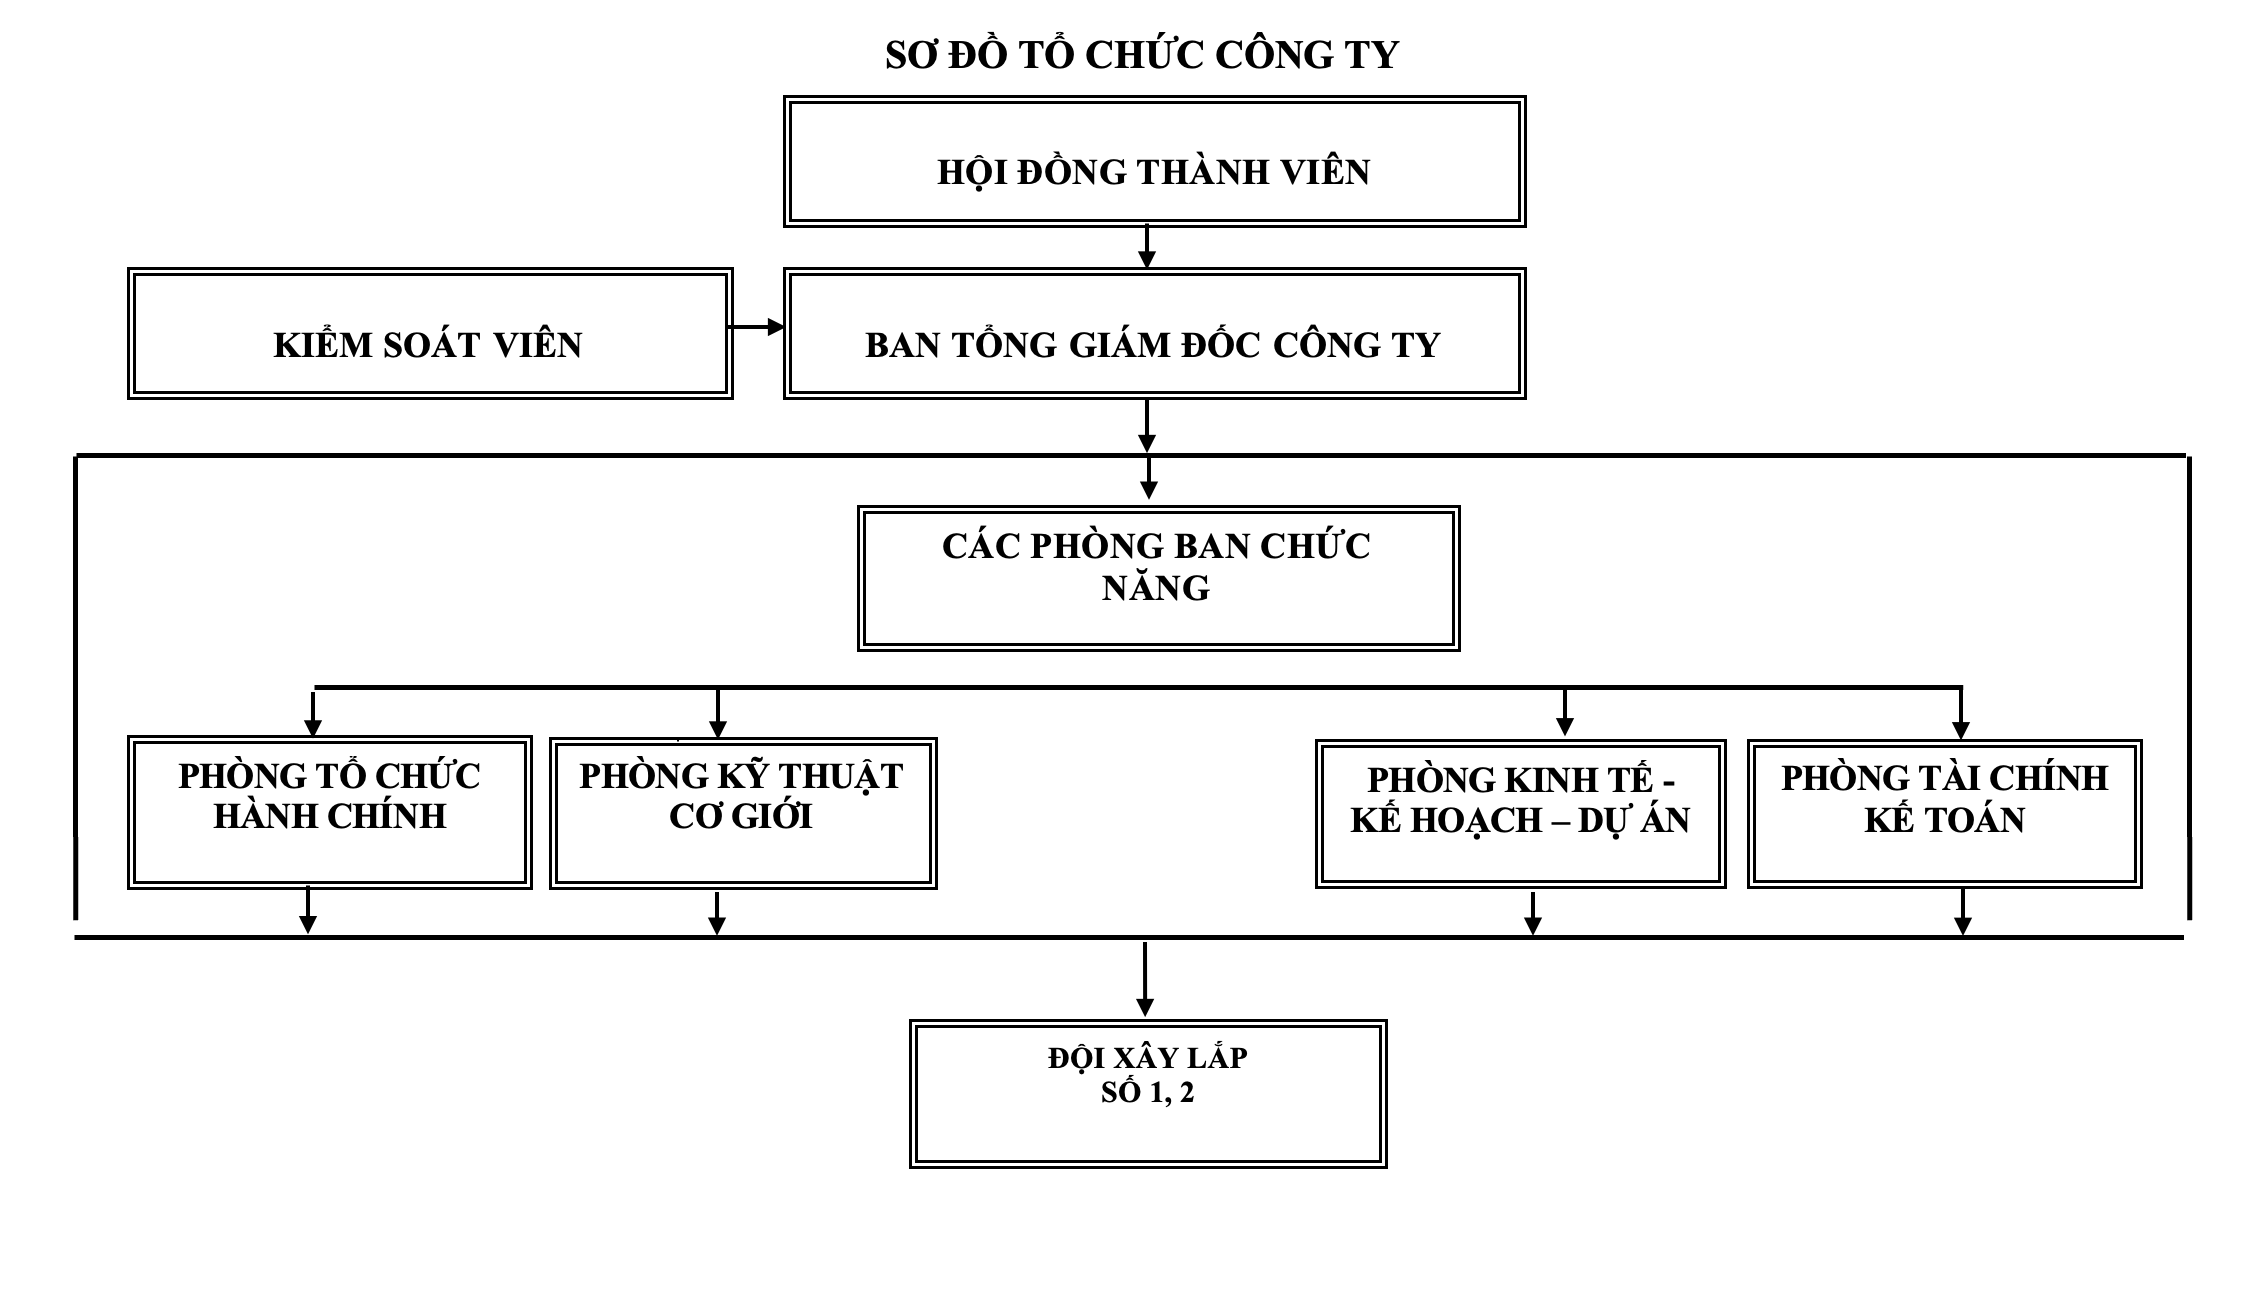 SƠ ĐỒ TỔ CHỨC CÔNG TY
HỘI ĐỒNG THÀNH VIÊN
KIỂM SOÁT VIÊN
BAN TỔNG GIÁM ĐỐC CÔNG TY
CÁC PHÒNG BAN CHỨC
NĂNG
PHÒNG TỔ CHỨC
HÀNH CHÍNH
PHÒNG KỸ THUẬT
CƠ GIỚI
PHÒNG KINH TẾ -
KẾ HOẠCH – DỰ ÁN
PHÒNG TÀI CHÍNH
KẾ TOÁN
ĐỘI XÂY LẮP
SỐ 1, 2